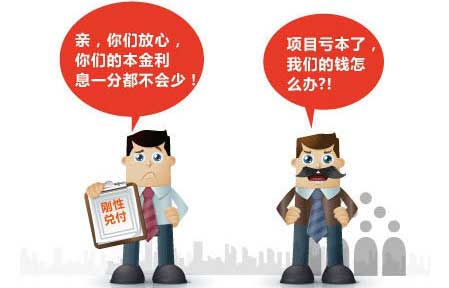 亲，你们放心，
你们的本金利
息一分都不会少！
项目亏本了，
我们的钱怎
么办?!
刚性
兑付